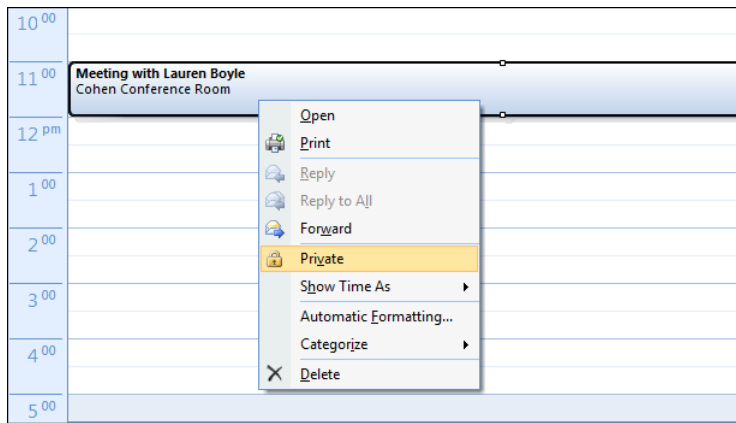 10 00
11 00
Meeting with Lauren Boyle
Cohen Conference Room
12 pm
1 00
2 00
3 00
4 00
5 00
Open
Print
Reply
Reply to All
Forward
Private
Show Time As
Automatic Formatting...
Categorize
Delete